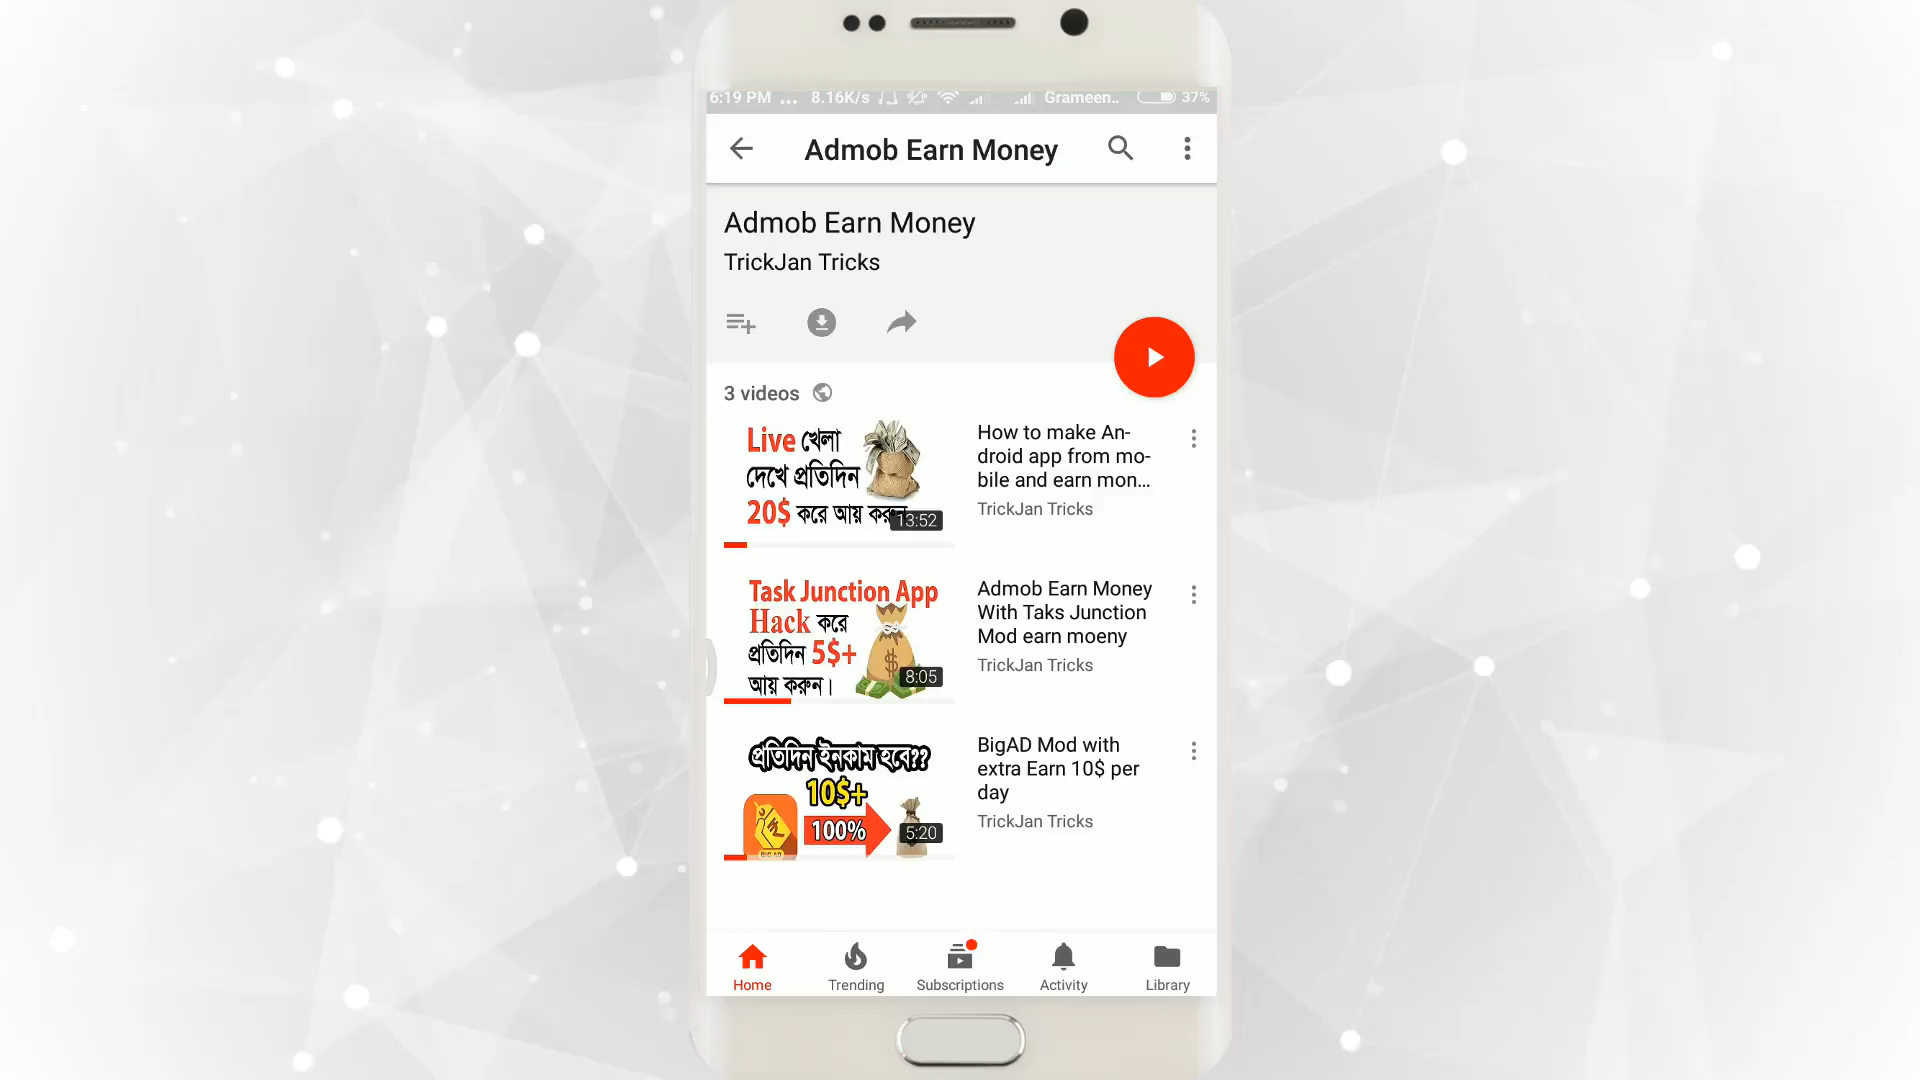 6:19 PM ... 8.16K/s Grameen.. 37%
Admob Earn Money
Admob Earn Money
TrickJan Tricks
3 videos
Live খেলা
দেখে প্রতিদিন
20$ করে আয় করুন
13:52
How to make An-
droid app from mo-
bile and earn mon...
TrickJan Tricks
Task Junction App
Hack করে
প্রতিদিন 5$+
আয় করুন।
8:05
Admob Earn Money
With Taks Junction
Mod earn moeny
TrickJan Tricks
প্রতিদিন ইনকাম হবে??
10$+
100%
BIG AD
5:20
BigAD Mod with
extra Earn 10$ per
day
TrickJan Tricks
Home Trending Subscriptions Activity Library